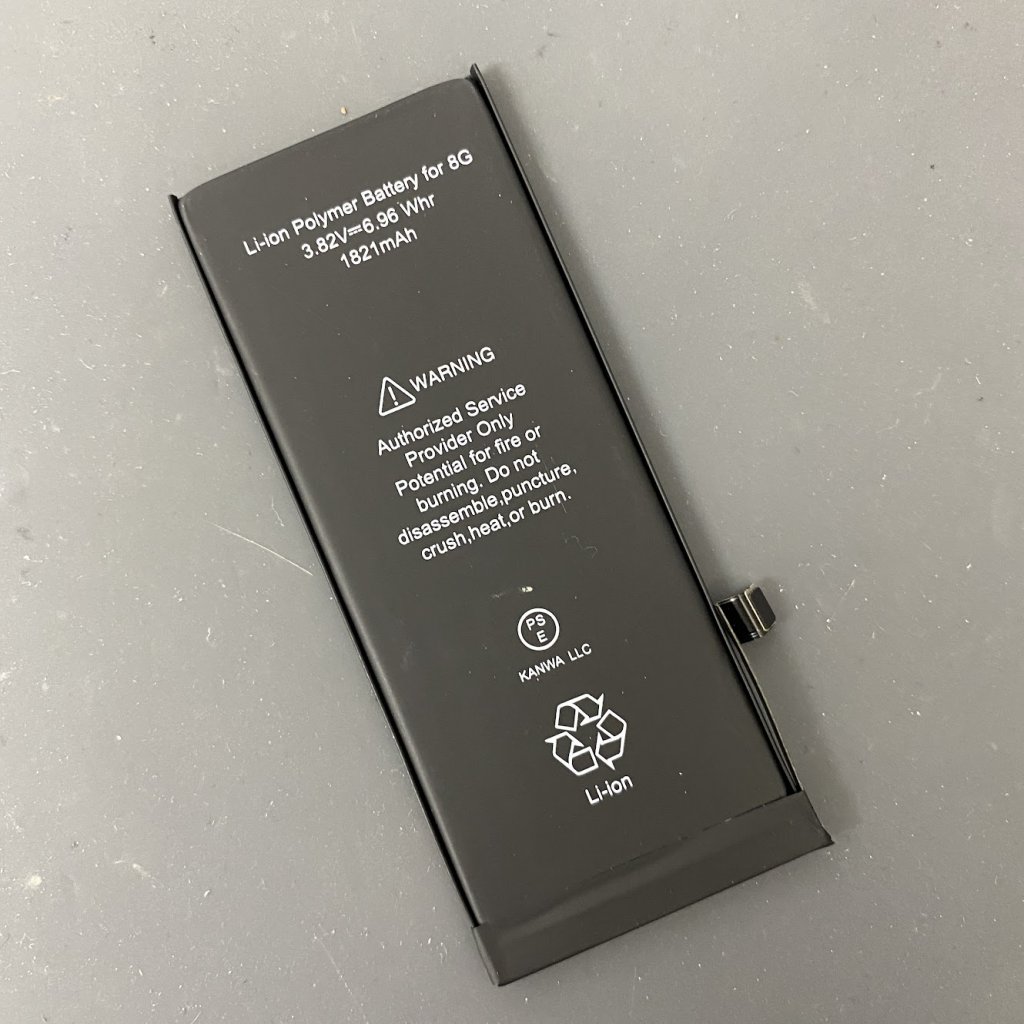 Li-ion Polymer Battery for 8G
3.82V⎓6.96 Whr
1821mAh
WARNING
Authorized Service
Provider Only
Potential for fire or
burning. Do not
disassemble,puncture,
crush,heat,or burn.
PS
E
KANWA LLC
Li-ion